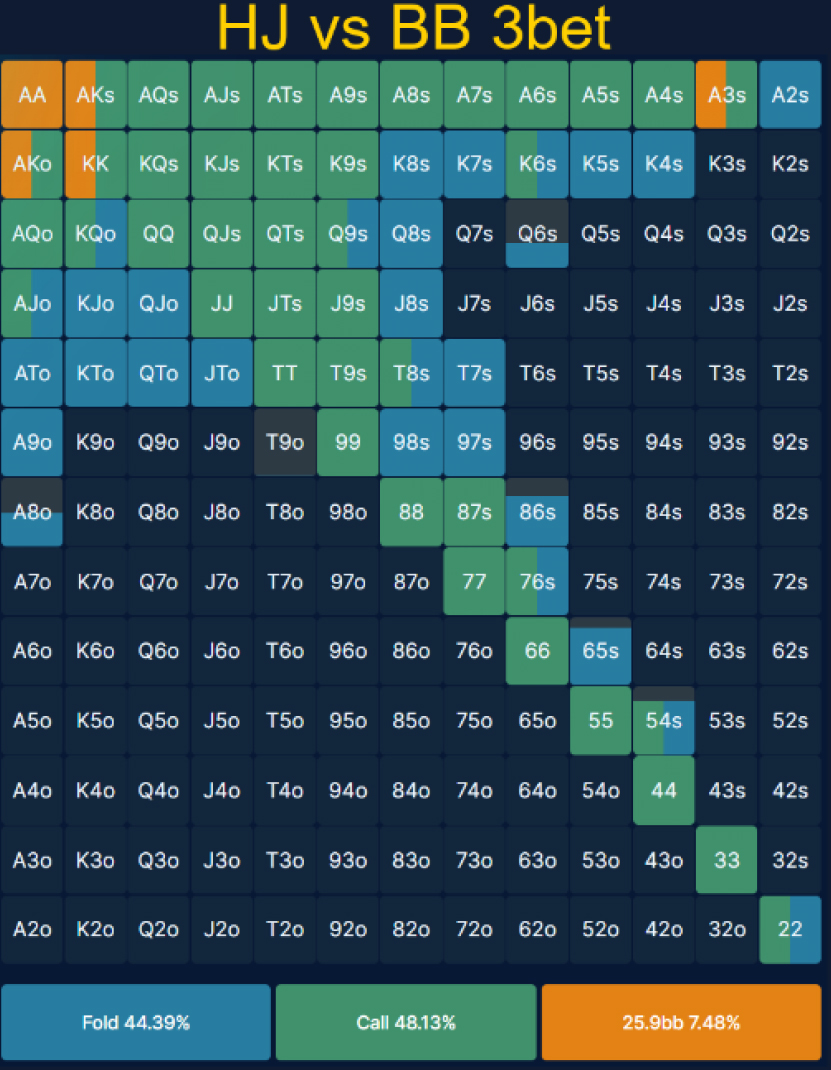 HJ vs BB 3bet
AA AKs AQs AJs ATs A9s A8s A7s A6s A5s A4s A3s A2s
AKo KK KQs KJs KTs K9s K8s K7s K6s K5s K4s K3s K2s
AQo KQo QQ QJs QTs Q9s Q8s Q7s Q6s Q5s Q4s Q3s Q2s
AJo KJo QJo JJ JTs J9s J8s J7s J6s J5s J4s J3s J2s
ATo KTo QTo JTo TT T9s T8s T7s T6s T5s T4s T3s T2s
A9o K9o Q9o J9o T9o 99 98s 97s 96s 95s 94s 93s 92s
A8o K8o Q8o J8o T8o 98o 88 87s 86s 85s 84s 83s 82s
A7o K7o Q7o J7o T7o 97o 87o 77 76s 75s 74s 73s 72s
A6o K6o Q6o J6o T6o 96o 86o 76o 66 65s 64s 63s 62s
A5o K5o Q5o J5o T5o 95o 85o 75o 65o 55 54s 53s 52s
A4o K4o Q4o J4o T4o 94o 84o 74o 64o 54o 44 43s 42s
A3o K3o Q3o J3o T3o 93o 83o 73o 63o 53o 43o 33 32s
A2o K2o Q2o J2o T2o 92o 82o 72o 62o 52o 42o 32o 22
Fold 44.39% Call 48.13% 25.9bb 7.48%